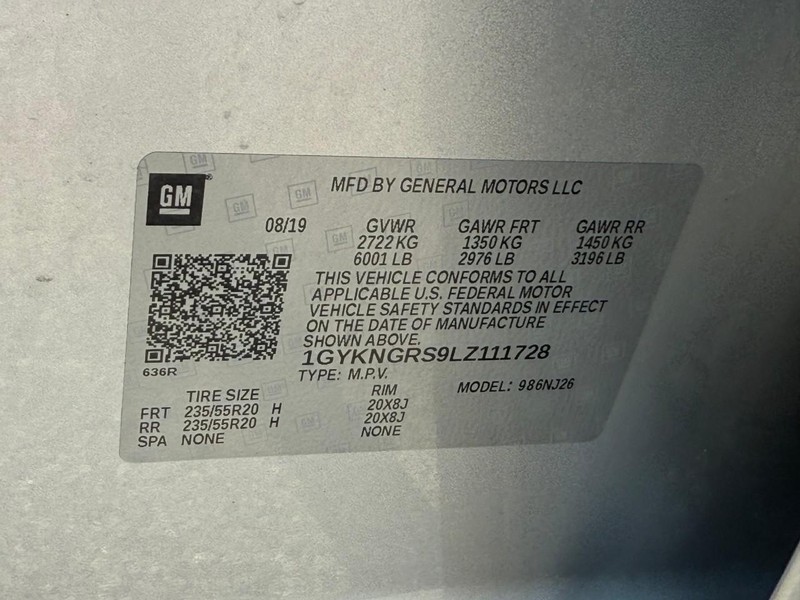 GM
MFD BY GENERAL MOTORS LLC
08/19 GVWR GAWR FRT GAWR RR
2722 KG 1350 KG 1450 KG
6001 LB 2976 LB 3196 LB
THIS VEHICLE CONFORMS TO ALL
APPLICABLE U.S. FEDERAL MOTOR
VEHICLE SAFETY STANDARDS IN EFFECT
ON THE DATE OF MANUFACTURE
SHOWN ABOVE.
1GYKNGRS9LZ111728
636R
TYPE: M.P.V.
MODEL: 986NJ26
TIRE SIZE RIM
FRT 235/55R20 H 20X8J
RR 235/55R20 H 20X8J
SPA NONE NONE